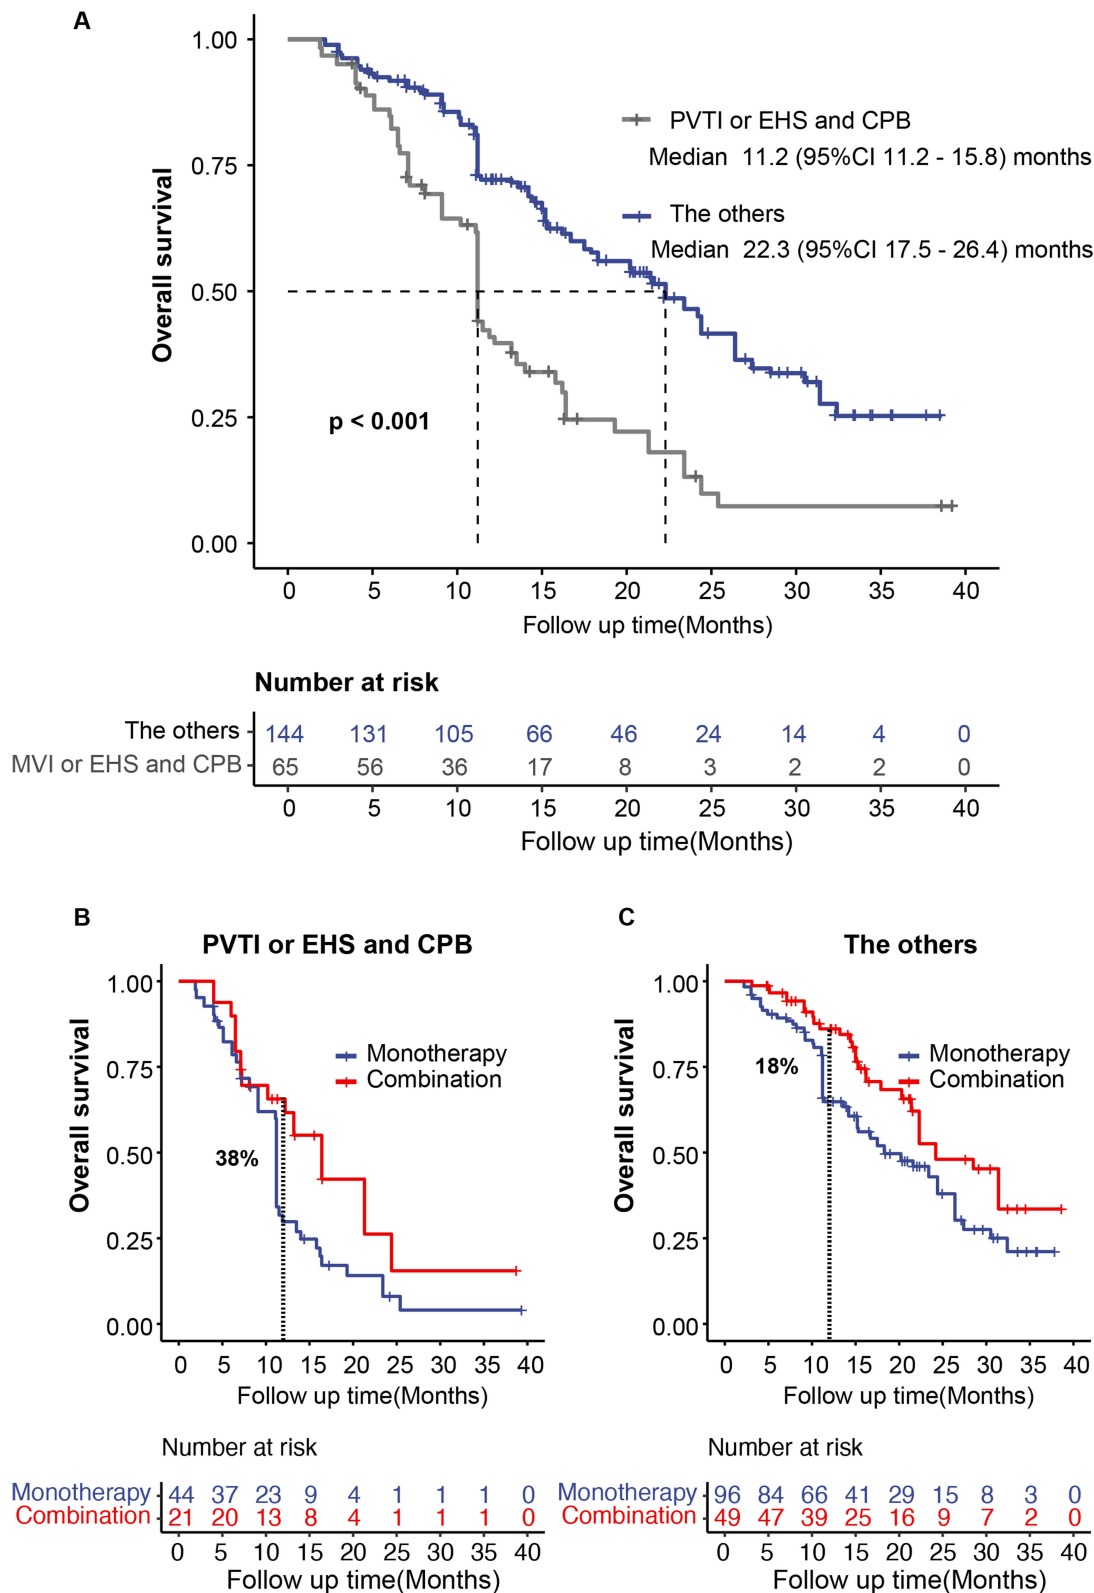 A
1.00
0.75
0.50
0.25
0.00
Overall survival
PVTI or EHS and CPB
Median 11.2 (95%CI 11.2 - 15.8) months
The others
Median 22.3 (95%CI 17.5 - 26.4) months
p < 0.001
0 5 10 15 20 25 30 35 40
Follow up time(Months)
Number at risk
The others 144 131 105 66 46 24 14 4 0
MVI or EHS and CPB 65 56 36 17 8 3 2 2 0
0 5 10 15 20 25 30 35 40
Follow up time(Months)
B
PVTI or EHS and CPB
1.00
0.75
0.50
0.25
0.00
Overall survival
Monotherapy
Combination
38%
0 5 10 15 20 25 30 35 40
Follow up time(Months)
Number at risk
Monotherapy 44 37 23 9 4 1 1 1 0
Combination 21 20 13 8 4 1 1 1 0
0 5 10 15 20 25 30 35 40
Follow up time(Months)
C
The others
1.00
0.75
0.50
0.25
0.00
Overall survival
Monotherapy
Combination
18%
0 5 10 15 20 25 30 35 40
Follow up time(Months)
Number at risk
Monotherapy 96 84 66 41 29 15 8 3 0
Combination 49 47 39 25 16 9 7 2 0
0 5 10 15 20 25 30 35 40
Follow up time(Months)